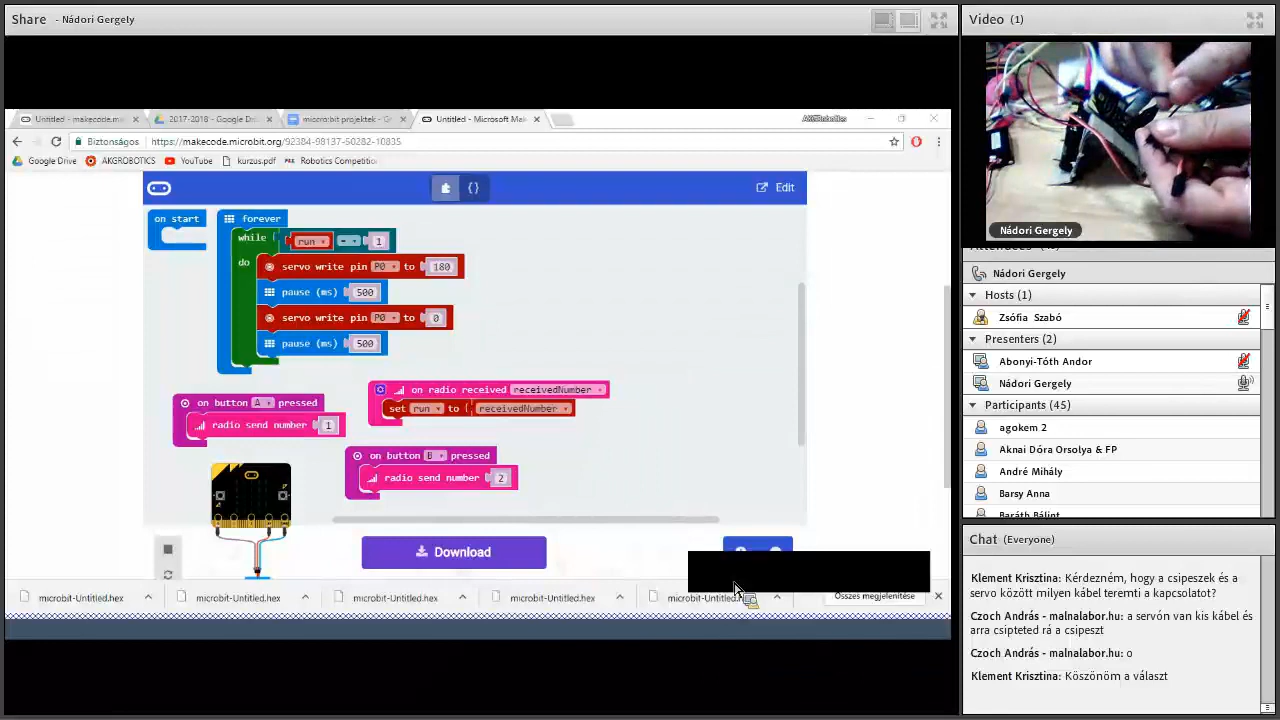 Share - Nádori Gergely
Untitled - makecode.mi
2017-2018 - Google Dri
microbit projektek - G
Untitled - Microsoft Mak
Biztonságos
https://makecode.microbit.org/92384-98137-50282-10835
Google Drive
AKGROBOTICS
YouTube
kurzus.pdf
Robotics Competitio
{}
Edit
on start
forever
while run = 1
do
servo write pin P0 to 180
pause (ms) 500
servo write pin P0 to 0
pause (ms) 500
on radio received receivedNumber
set run to receivedNumber
on button A pressed
radio send number 1
on button B pressed
radio send number 2
Download
microbit-Untitled.hex
microbit-Untitled.hex
microbit-Untitled.hex
microbit-Untitled.hex
Összes megjelenítése
Video (1)
Nádori Gergely
Nádori Gergely
Hosts (1)
Zsófia Szabó
Presenters (2)
Abonyi-Tóth Andor
Nádori Gergely
Participants (45)
agokem 2
Aknai Dóra Orsolya & FP
André Mihály
Barsy Anna
Baráth Bálint
Chat (Everyone)
Klement Krisztina: Kérdezném, hogy a csipeszek és a
servo között milyen kábel teremti a kapcsolatot?
Czoch András - malnalabor.hu: a servón van kis kábel és
arra csipteted rá a csipeszt
Czoch András - malnalabor.hu: o
Klement Krisztina: Köszönöm a választ